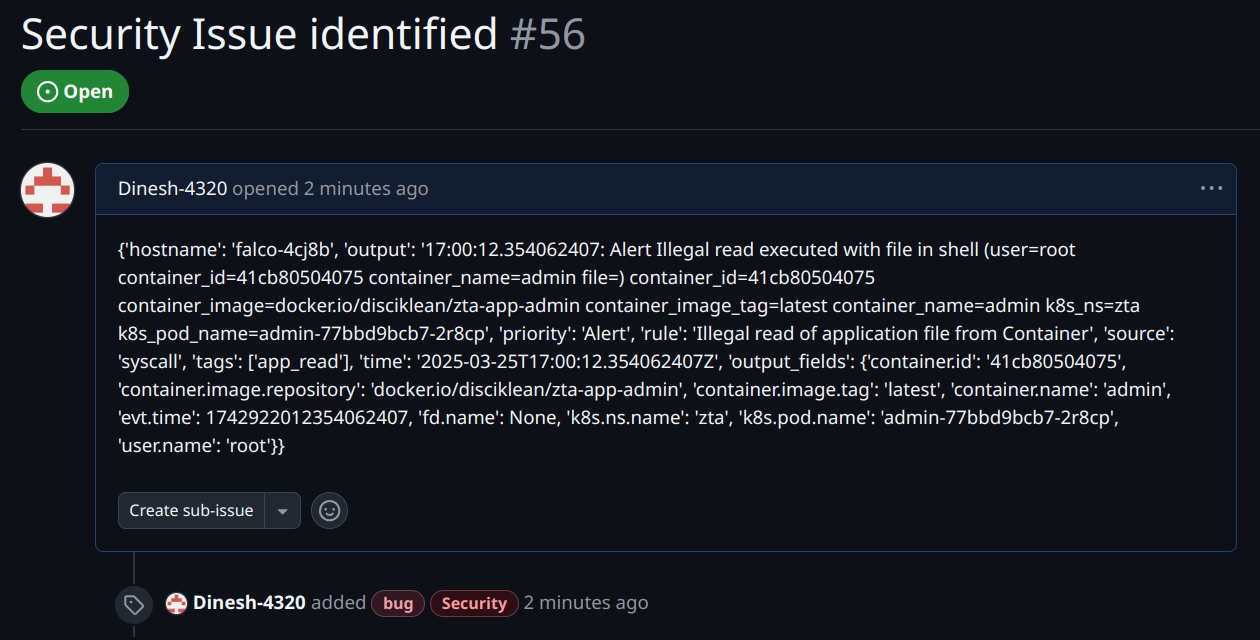 Security Issue identified #56
Open
Dinesh-4320 opened 2 minutes ago
{'hostname': 'falco-4cj8b', 'output': '17:00:12.354062407: Alert Illegal read executed with file in shell (user=root
container_id=41cb80504075 container_name=admin file=) container_id=41cb80504075
container_image=docker.io/disciklean/zta-app-admin container_image_tag=latest container_name=admin k8s_ns=zta
k8s_pod_name=admin-77bbd9bcb7-2r8cp', 'priority': 'Alert', 'rule': 'Illegal read of application file from Container', 'source':
'syscall', 'tags': ['app_read'], 'time': '2025-03-25T17:00:12.354062407Z', 'output_fields': {'container.id': '41cb80504075',
'container.image.repository': 'docker.io/disciklean/zta-app-admin', 'container.image.tag': 'latest', 'container.name': 'admin',
'evt.time': 1742922012354062407, 'fd.name': None, 'k8s.ns.name': 'zta', 'k8s.pod.name': 'admin-77bbd9bcb7-2r8cp',
'user.name': 'root'}}
Create sub-issue
Dinesh-4320 added bug Security 2 minutes ago